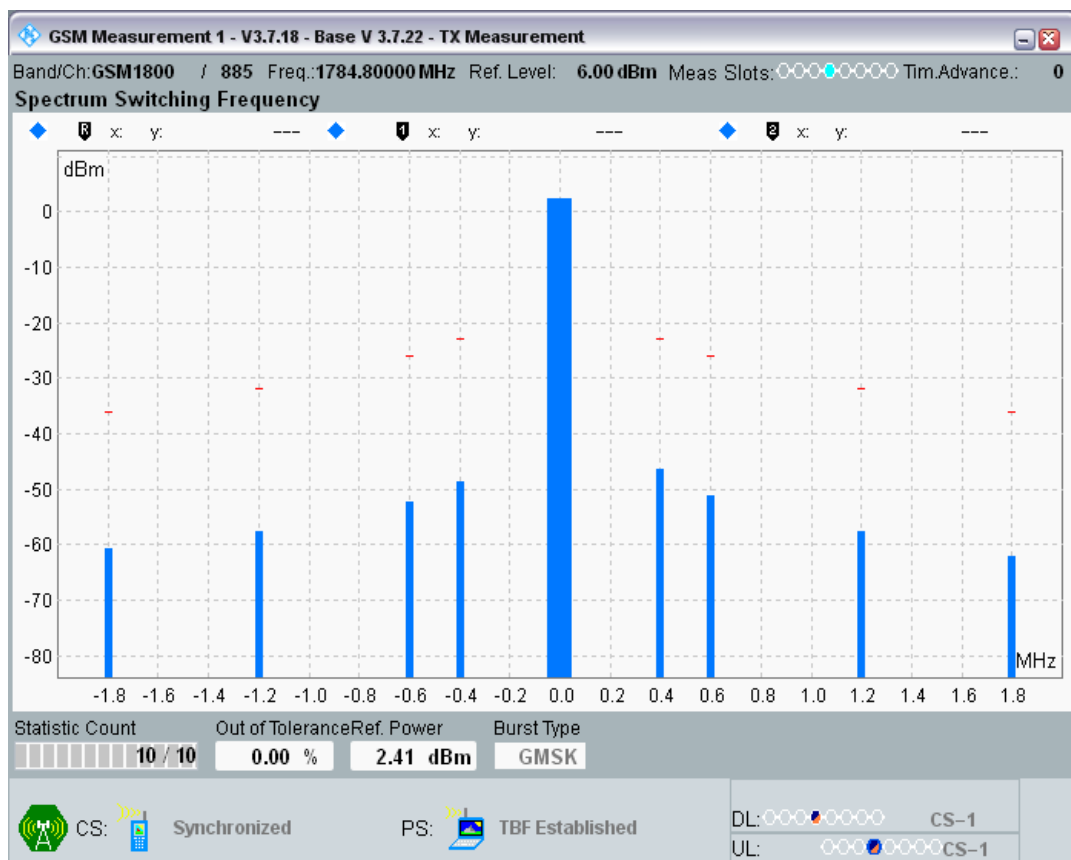 GSM Measurement 1 - V3.7.18 - Base V 3.7.22 - TX Measurement
Band/Ch:GSM1800 / 885 Freq.:1784.80000 MHz Ref. Level: 6.00 dBm Meas Slots: Tim.Advance.: 0
Spectrum Switching Frequency
R x: y: --- 1 x: y: --- 2 x: y: ---
dBm
0
-10
-20
-30
-40
-50
-60
-70
-80
MHz
-1.8 -1.6 -1.4 -1.2 -1.0 -0.8 -0.6 -0.4 -0.2 0.0 0.2 0.4 0.6 0.8 1.0 1.2 1.4 1.6 1.8
Statistic Count Out of Tolerance Ref. Power Burst Type
10 / 10 0.00 % 2.41 dBm GMSK
CS: Synchronized PS: TBF Established
DL: CS-1
UL: CS-1